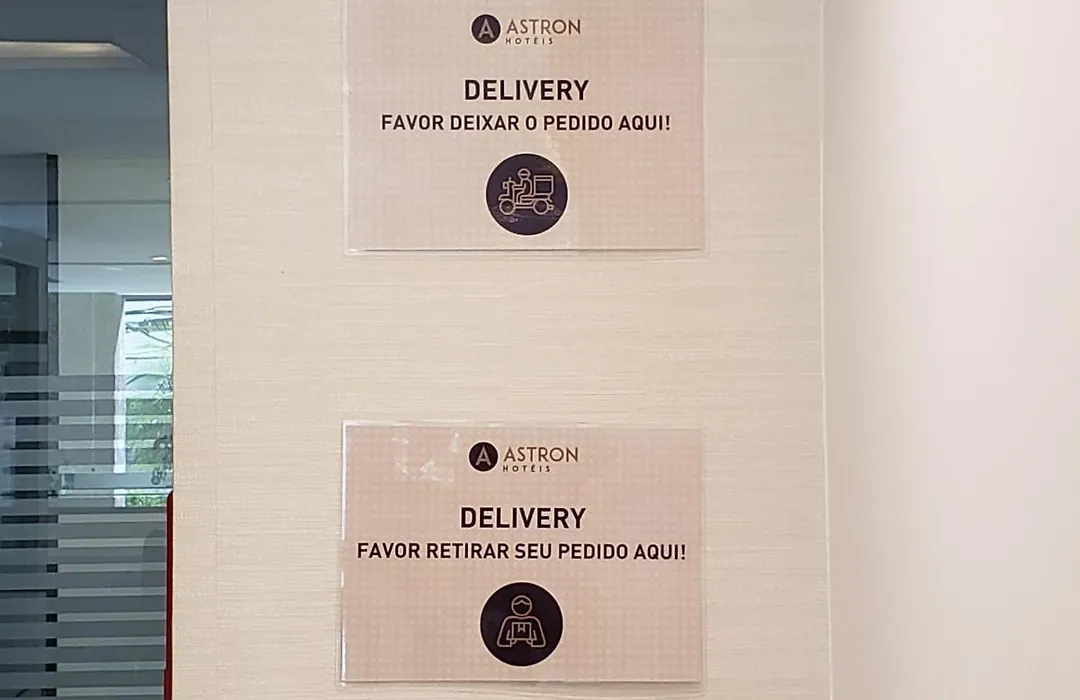 A ASTRON
HOTÉIS
DELIVERY
FAVOR DEIXAR O PEDIDO AQUI!
A ASTRON
HOTÉIS
DELIVERY
FAVOR RETIRAR SEU PEDIDO AQUI!